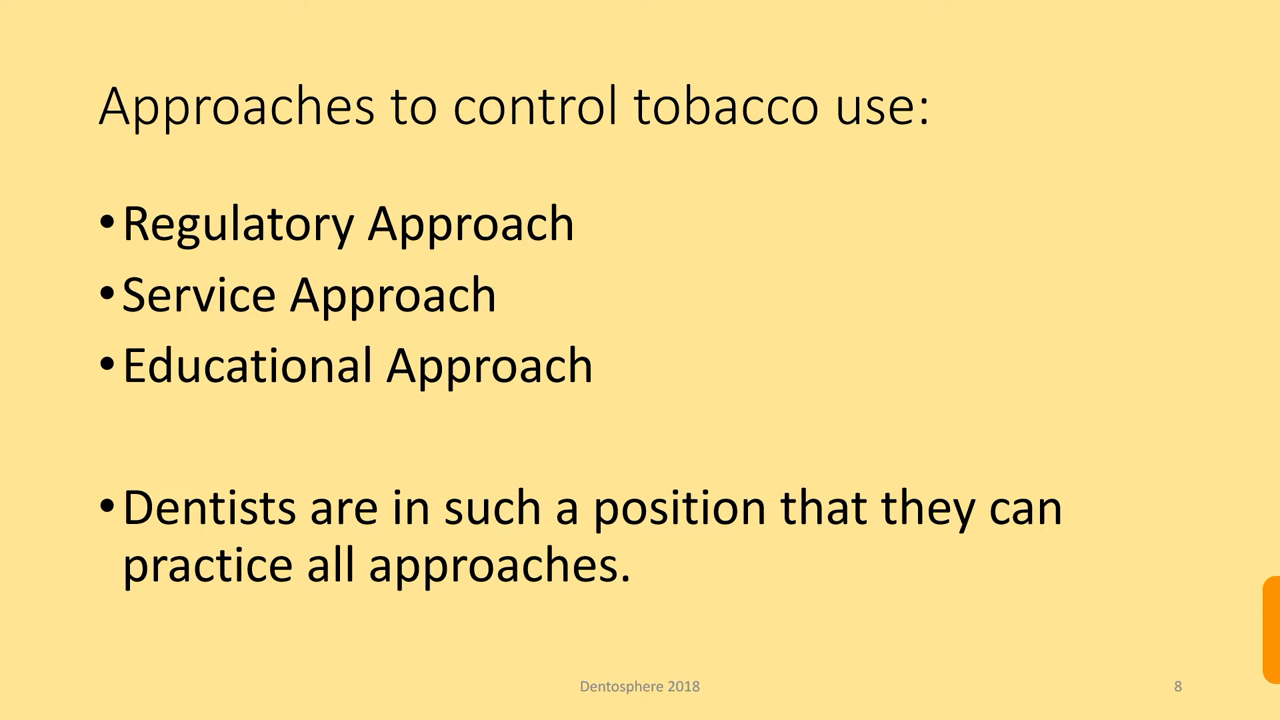 Approaches to control tobacco use:
•Regulatory Approach
•Service Approach
•Educational Approach
•Dentists are in such a position that they can
practice all approaches.
Dentosphere 2018
8